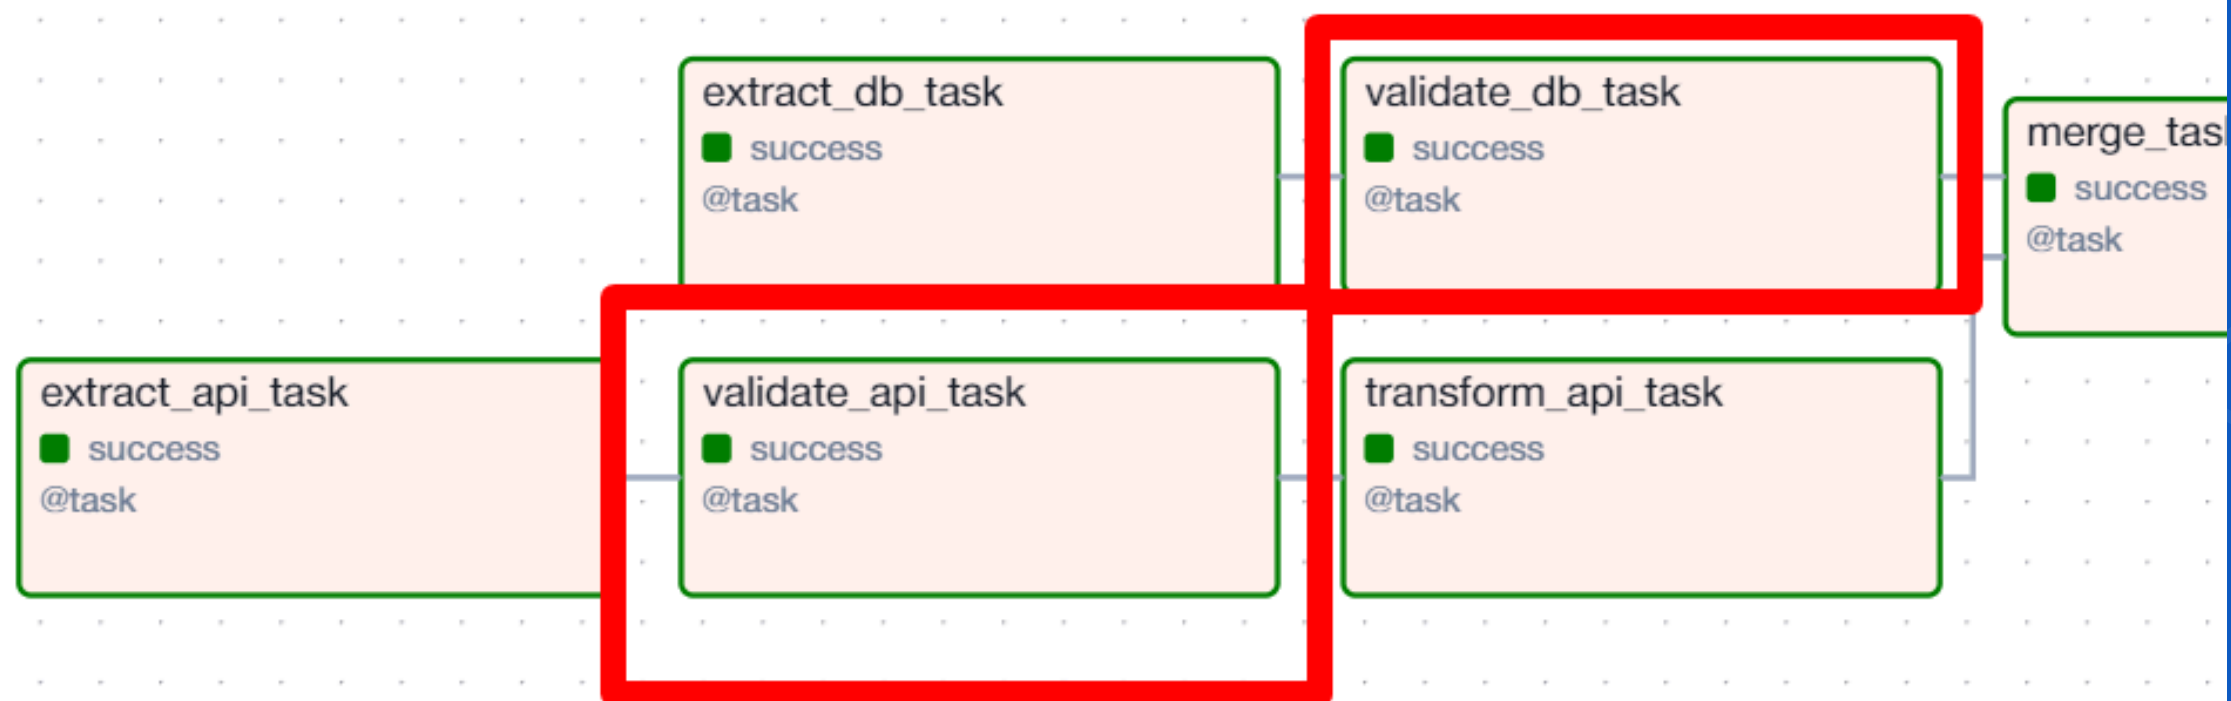 extract_db_task
success
@task
validate_db_task
success
@task
merge_tas
success
@task
extract_api_task
success
@task
validate_api_task
success
@task
transform_api_task
success
@task